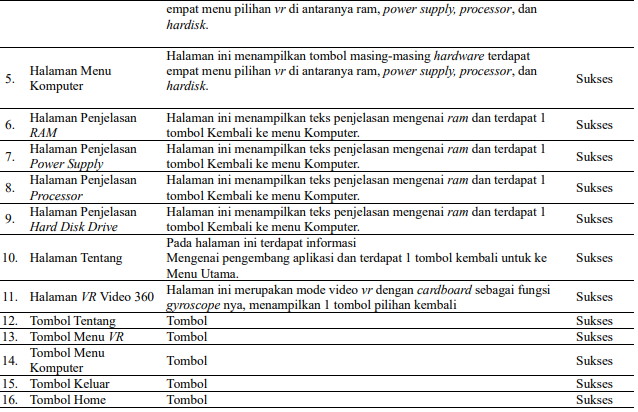 empat menu pilihan vr di antaranya ram, power supply, processor, dan
hardisk.
Halaman ini menampilkan tombol masing-masing hardware terdapat
5. Halaman Menu empat menu pilihan vr di antaranya ram, power supply, processor, dan Sukses
Komputer hardisk.
6. Halaman Penjelasan Halaman ini menampilkan teks penjelasan mengenai ram dan terdapat 1 Sukses
RAM tombol Kembali ke menu Komputer.
7. Halaman Penjelasan Halaman ini menampilkan teks penjelasan mengenai ram dan terdapat 1 Sukses
Power Supply tombol Kembali ke menu Komputer.
8. Halaman Penjelasan Halaman ini menampilkan teks penjelasan mengenai ram dan terdapat 1 Sukses
Processor tombol Kembali ke menu Komputer.
9. Halaman Penjelasan Halaman ini menampilkan teks penjelasan mengenai ram dan terdapat 1 Sukses
Hard Disk Drive tombol Kembali ke menu Komputer.
Pada halaman ini terdapat informasi
10. Halaman Tentang Mengenai pengembang aplikasi dan terdapat 1 tombol kembali untuk ke Sukses
Menu Utama.
11. Halaman VR Video 360 Halaman ini merupakan mode video vr dengan cardboard sebagai fungsi Sukses
gyroscope nya, menampilkan 1 tombol pilihan kembali
12. Tombol Tentang Tombol Sukses
13. Tombol Menu VR Tombol Sukses
14. Tombol Menu Tombol Sukses
Komputer
15. Tombol Keluar Tombol Sukses
16. Tombol Home Tombol Sukses